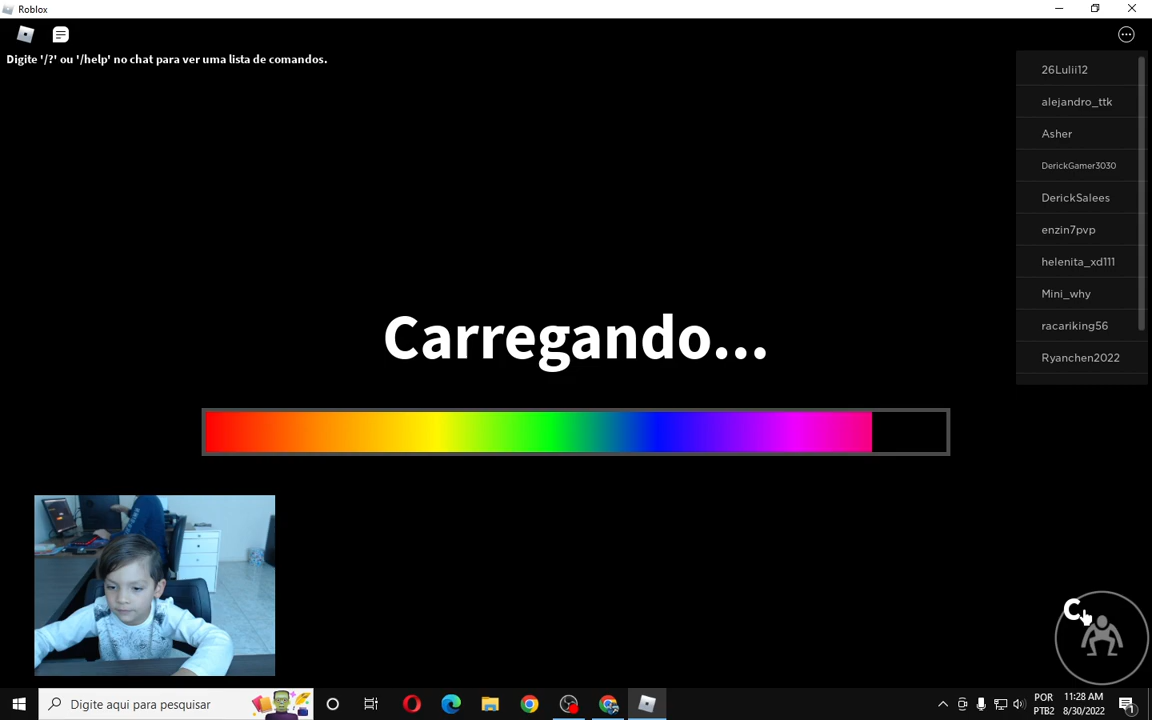 Roblox
Digite '/?' ou '/help' no chat para ver uma lista de comandos.
26Lulii12
alejandro_ttk
Asher
DerickGamer3030
DerickSalees
enzin7pvp
helenita_xd111
Mini_why
racariking56
Ryanchen2022
Carregando...
C
Digite aqui para pesquisar
POR
PTB2
11:28 AM
8/30/2022
1